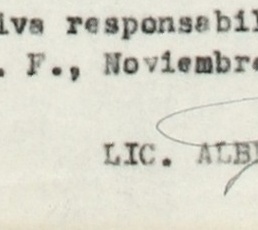 iva responsabil
. F., Noviembre
LIC. ALB